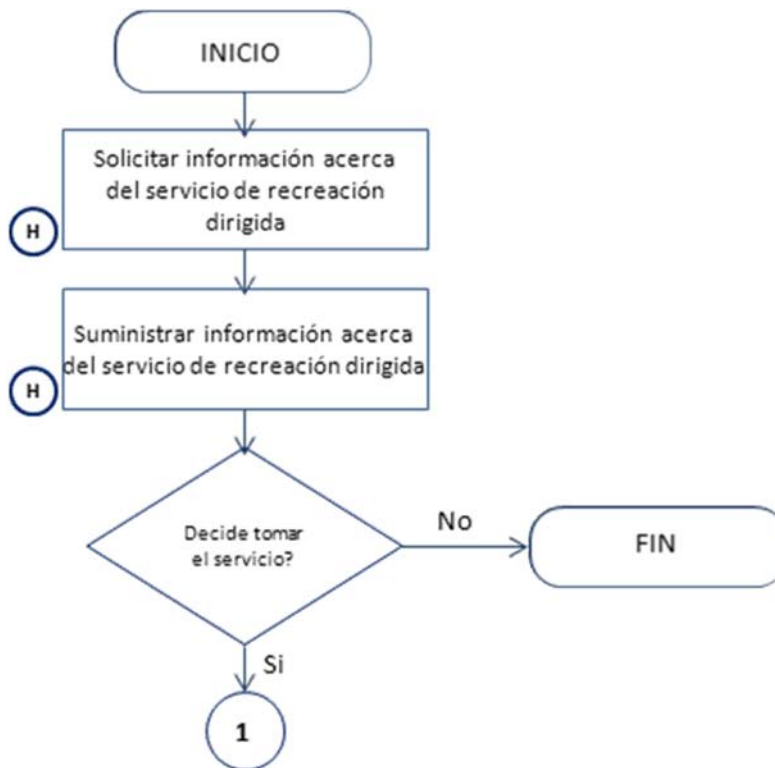 INICIO
Solicitar información acerca
del servicio de recreación
dirigida
H
Suministrar información acerca
del servicio de recreación dirigida
H
Decide tomar
el servicio?
No
FIN
Si
1